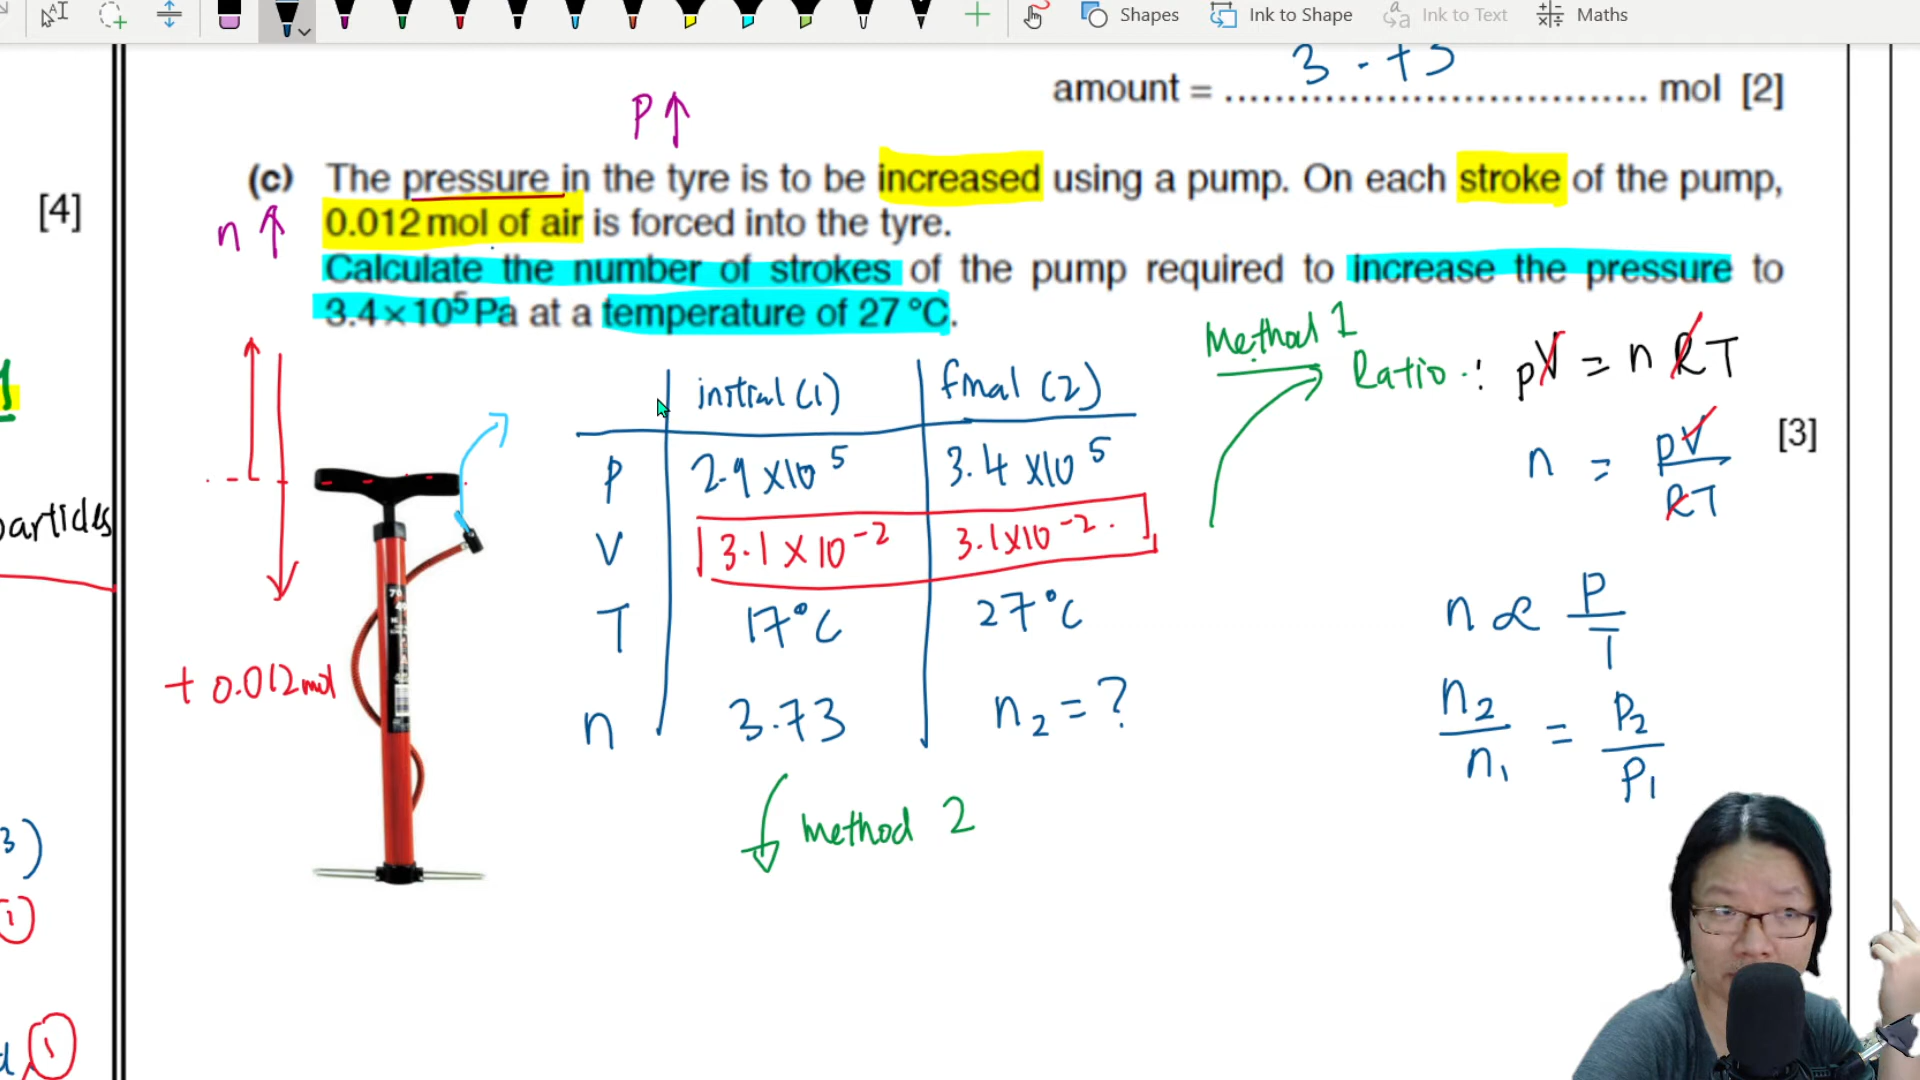 Shapes
Ink to Shape
Ink to Text
Maths
3.73
amount = ........................................ mol [2]
P↑
(c) The pressure in the tyre is to be increased using a pump. On each stroke of the pump,
[4]
0.012 mol of air is forced into the tyre.
n↑
Calculate the number of strokes of the pump required to increase the pressure to
3.4 × 10⁵ Pa at a temperature of 27 °C.
Method 1
Ratio : pV = nRT
initial (1) final (2)
[3]
n = pV/RT
P 2.9 × 10⁵ 3.4 × 10⁵
V 3.1 × 10⁻² 3.1 × 10⁻².
particles
T 17°C 27°C
n ∝ P/T
+ 0.012 mol
n 3.73 n₂ = ?
n₂/n₁ = P₂/P₁
method 2
3)
1
1